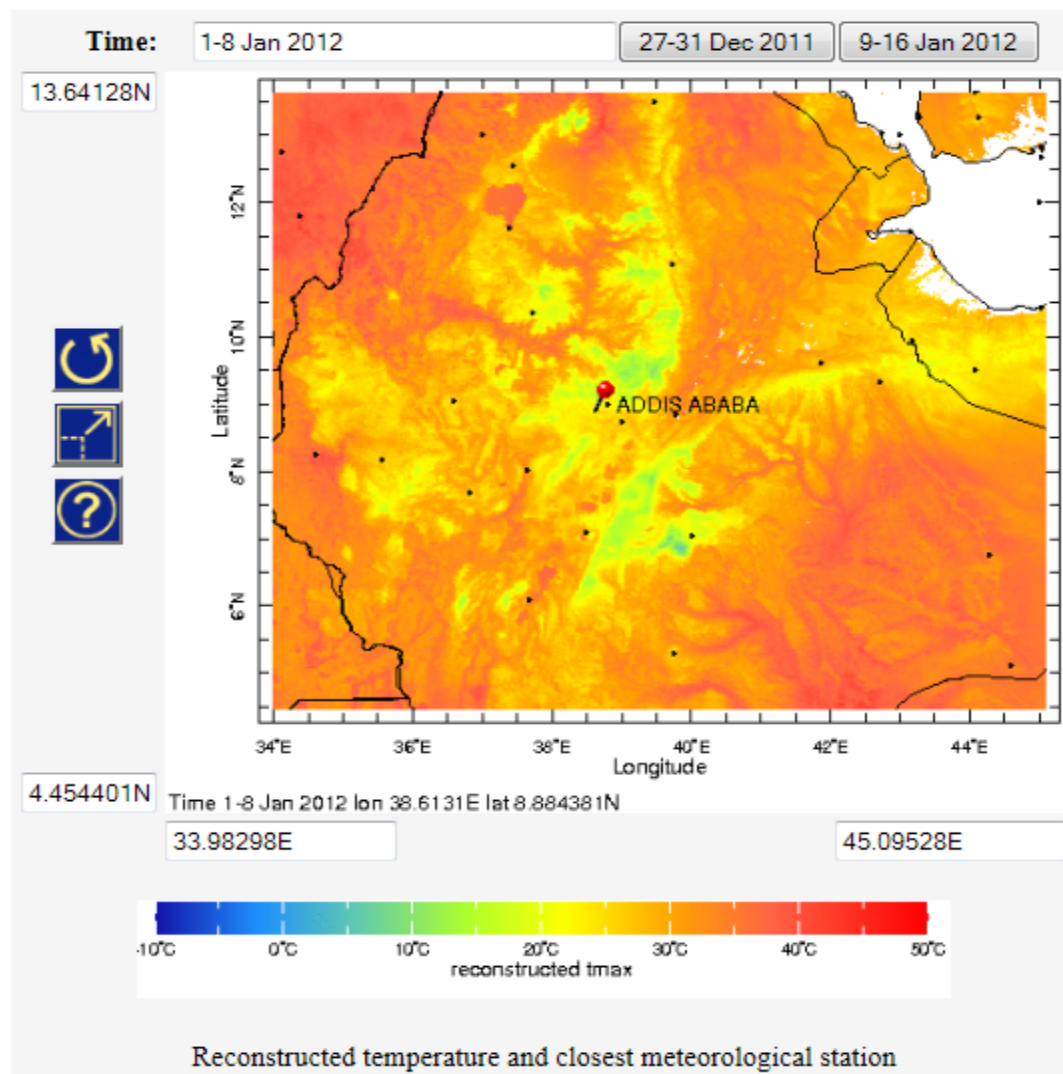 Time: 1-8 Jan 2012 27-31 Dec 2011 9-16 Jan 2012
13.64128N
12°N
10°N
8°N
6°N
Latitude
ADDIS ABABA
34°E 36°E 38°E 40°E 42°E 44°E
Longitude
4.454401N
Time 1-8 Jan 2012 lon 38.6131E lat 8.884381N
33.98298E 45.09528E
?
-10°C 0°C 10°C 20°C 30°C 40°C 50°C
reconstructed tmax
Reconstructed temperature and closest meteorological station